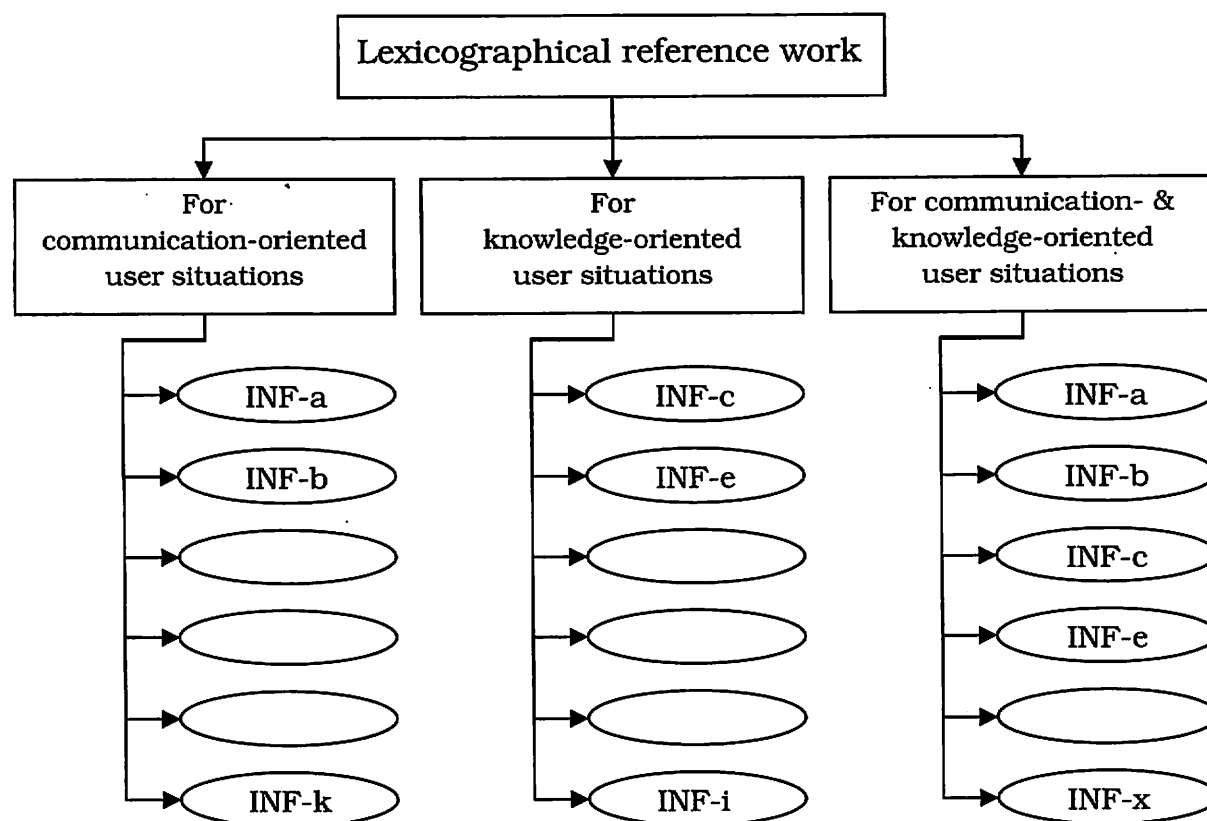 Lexicographical reference work
For
communication-oriented
user situations
For
knowledge-oriented
user situations
For communication- &
knowledge-oriented
user situations
INF-a
INF-b
INF-k
INF-c
INF-e
INF-i
INF-a
INF-b
INF-c
INF-e
INF-x